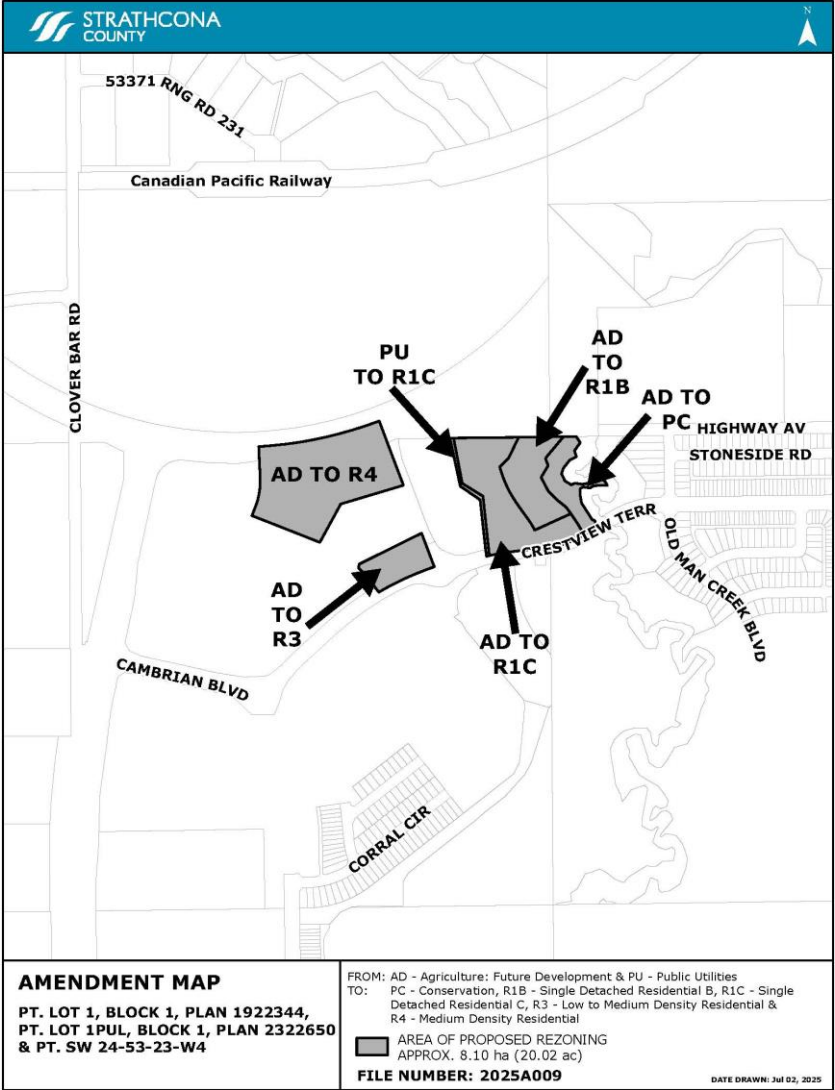 STRATHCONA
COUNTY
N
53371 RNG RD 231
Canadian Pacific Railway
CLOVER BAR RD
PU
TO R1C
AD
TO
R1B
AD TO
PC
HIGHWAY AV
STONESIDE RD
AD TO R4
CRESTVIEW TERR
OLD MAN CREEK BLVD
AD
TO
R3
AD TO
R1C
CAMBRIAN BLVD
CORRAL CIR
AMENDMENT MAP
PT. LOT 1, BLOCK 1, PLAN 1922344,
PT. LOT 1PUL, BLOCK 1, PLAN 2322650
& PT. SW 24-53-23-W4
FROM: AD - Agriculture: Future Development & PU - Public Utilities
TO: PC - Conservation, R1B - Single Detached Residential B, R1C - Single
Detached Residential C, R3 - Low to Medium Density Residential &
R4 - Medium Density Residential
AREA OF PROPOSED REZONING
APPROX. 8.10 ha (20.02 ac)
FILE NUMBER: 2025A009
DATE DRAWN: Jul 02, 2025